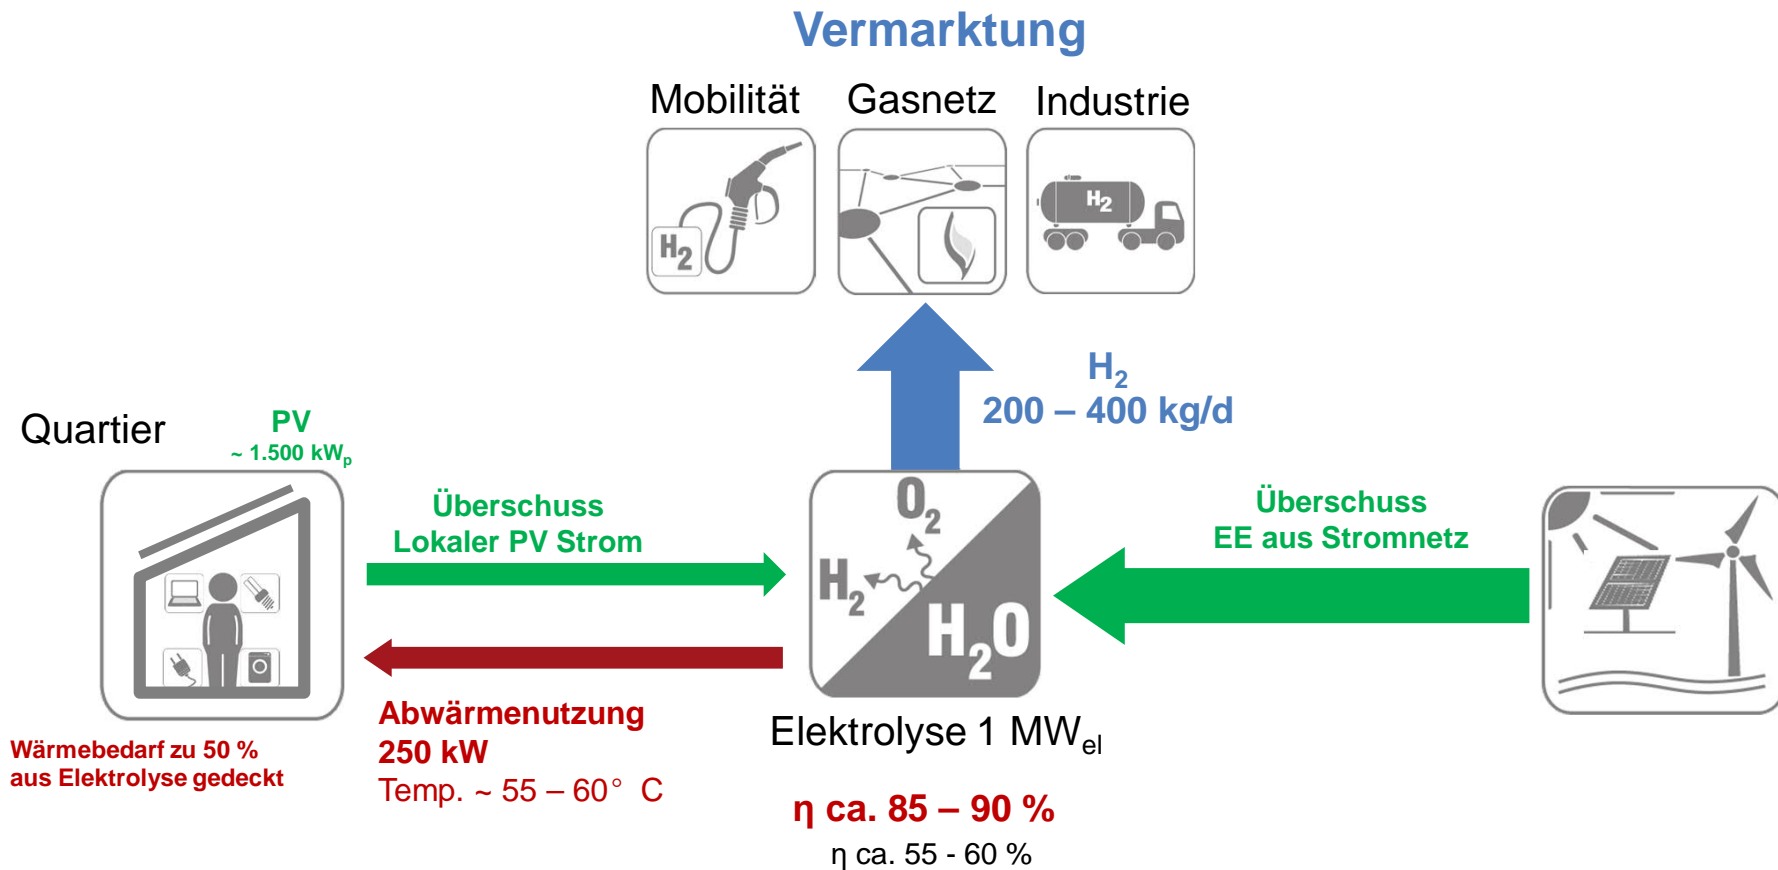 Vermarktung
Mobilität Gasnetz Industrie
H2
H2
H2
200 – 400 kg/d
Quartier
PV
~ 1.500 kWp
Überschuss
Lokaler PV Strom
O2
H2
H2O
Überschuss
EE aus Stromnetz
Abwärmenutzung
250 kW
Temp. ~ 55 – 60° C
Wärmebedarf zu 50 %
aus Elektrolyse gedeckt
Elektrolyse 1 MWel
η ca. 85 – 90 %
η ca. 55 - 60 %